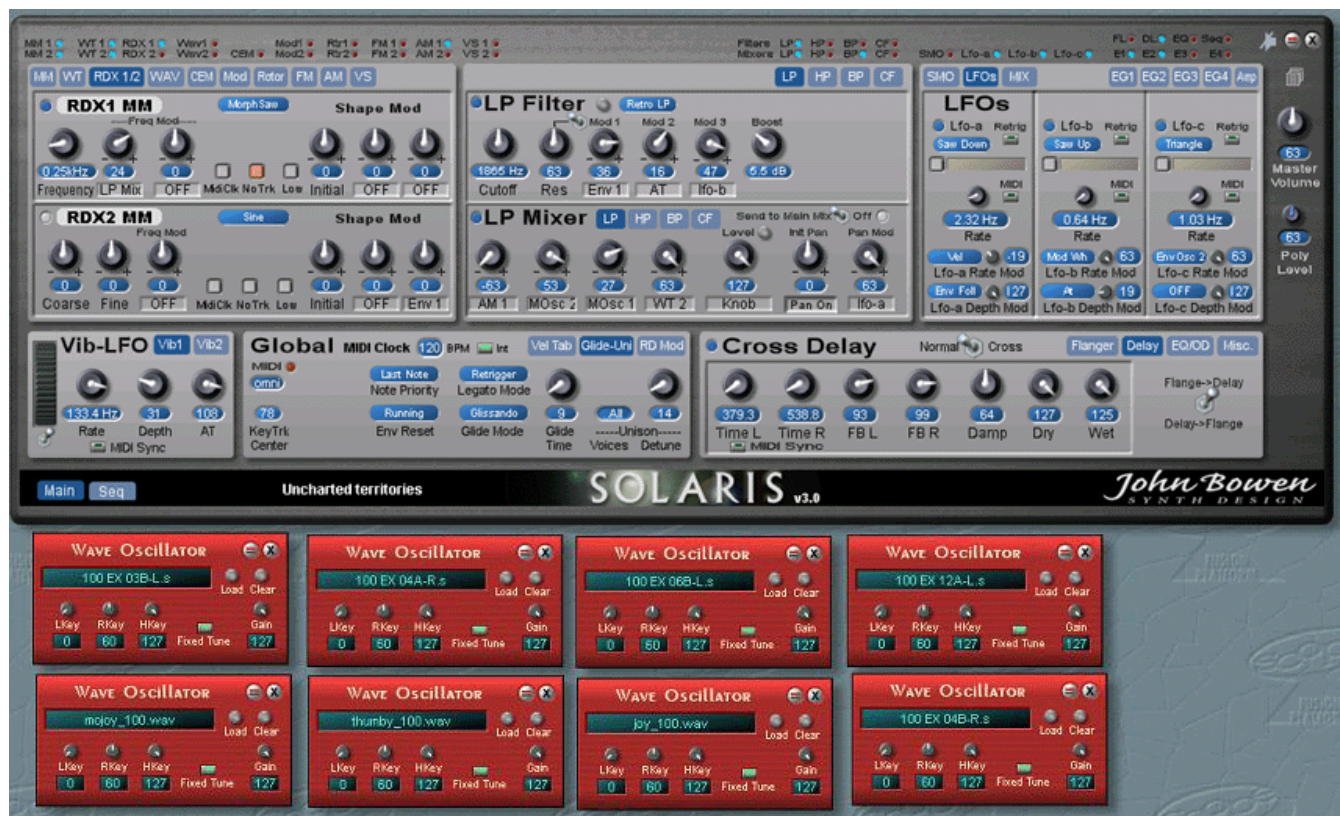 MM 1 WT 1 RDX 1 Wav1 Mod1 Rtr1 FM 1 AM 1 VS 1 Filters LP HP BP CF FL DL EQ Seq
MM 2 WT 2 RDX 2 Wav2 CEM Mod2 Rtr2 FM 2 AM 2 VS 2 Mixers LP HP BP CF SMO Lfo-a Lfo-b Lfo-c E1 E2 E3 E4
MM WT RDX 1/2 WAV CEM Mod Rotor FM AM VS
RDX1 MM MorphSaw Shape Mod
----Freq Mod----
0.25kHz 24 0 0 0 0
Frequency LP Mix OFF MidiClk NoTrk Low Initial OFF OFF
RDX2 MM Sine Shape Mod
Freq Mod
0 0 0 0 0 0
Coarse Fine OFF MidiClk NoTrk Low Initial OFF Env 1
LP HP BP CF
LP Filter Retro LP
Mod 1 Mod 2 Mod 3 Boost
1865 Hz 63 36 16 47 5.5 dB
Cutoff Res Env 1 AT lfo-b
LP Mixer LP HP BP CF Send to Main Mix Off
Level Init Pan Pan Mod
-63 53 27 63 127 0 63
AM 1 MOsc 2 MOsc 1 WT 2 Knob Pan On lfo-a
SMO LFOs MIX EG1 EG2 EG3 EG4 Amp
LFOs
Lfo-a Retrig Lfo-b Retrig Lfo-c Retrig
Saw Down Saw Up Triangle
MIDI MIDI MIDI
2.32 Hz 0.64 Hz 1.03 Hz
Rate Rate Rate
Vel -19 Mod Wh 63 EnvOsc 2 63
Lfo-a Rate Mod Lfo-b Rate Mod Lfo-c Rate Mod
Env Foll 127 At 19 OFF 127
Lfo-a Depth Mod Lfo-b Depth Mod Lfo-c Depth Mod
63
Master
Volume
63
Poly
Level
Vib-LFO Vib1 Vib2
133.4 Hz 31 108
Rate Depth AT
MIDI Sync
Global MIDI Clock 120 BPM Int Vel Tab Glide-Uni RD Mod
MIDI
omni Last Note Retrigger
Note Priority Legato Mode
78 Running Glissando 9 All 14
KeyTrk Env Reset Glide Mode Glide -----Unison-----
Center Time Voices Detune
Cross Delay Normal Cross Flanger Delay EQ/OD Misc.
Flange->Delay
379.3 538.8 93 99 64 127 125
Time L Time R FB L FB R Damp Dry Wet
MIDI Sync
Delay->Flange
Main Seq Uncharted territories SOLARIS v3.0 John Bowen
SYNTH DESIGN
Wave Oscillator
100 EX 03B-L.s
Load Clear
LKey RKey HKey Gain
0 60 127 Fixed Tune 127
Wave Oscillator
100 EX 04A-R.s
Load Clear
LKey RKey HKey Gain
0 60 127 Fixed Tune 127
Wave Oscillator
100 EX 06B-L.s
Load Clear
LKey RKey HKey Gain
0 60 127 Fixed Tune 127
Wave Oscillator
100 EX 12A-L.s
Load Clear
LKey RKey HKey Gain
0 60 127 Fixed Tune 127
Wave Oscillator
mojoy_100.wav
Load Clear
LKey RKey HKey Gain
0 60 127 Fixed Tune 127
Wave Oscillator
thumby_100.wav
Load Clear
LKey RKey HKey Gain
0 60 127 Fixed Tune 127
Wave Oscillator
joy_100.wav
Load Clear
LKey RKey HKey Gain
0 60 127 Fixed Tune 127
Wave Oscillator
100 EX 04B-R.s
Load Clear
LKey RKey HKey Gain
0 60 127 Fixed Tune 127